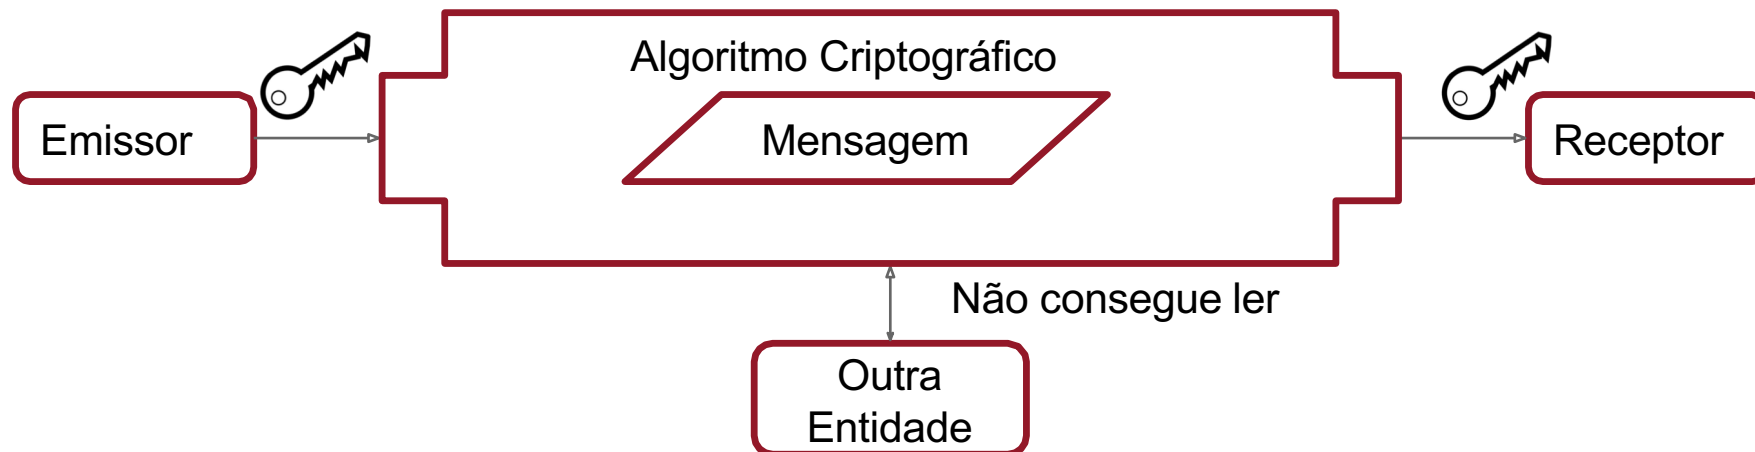 Algoritmo Criptográfico
Emissor
Mensagem
Receptor
Não consegue ler
Outra
Entidade